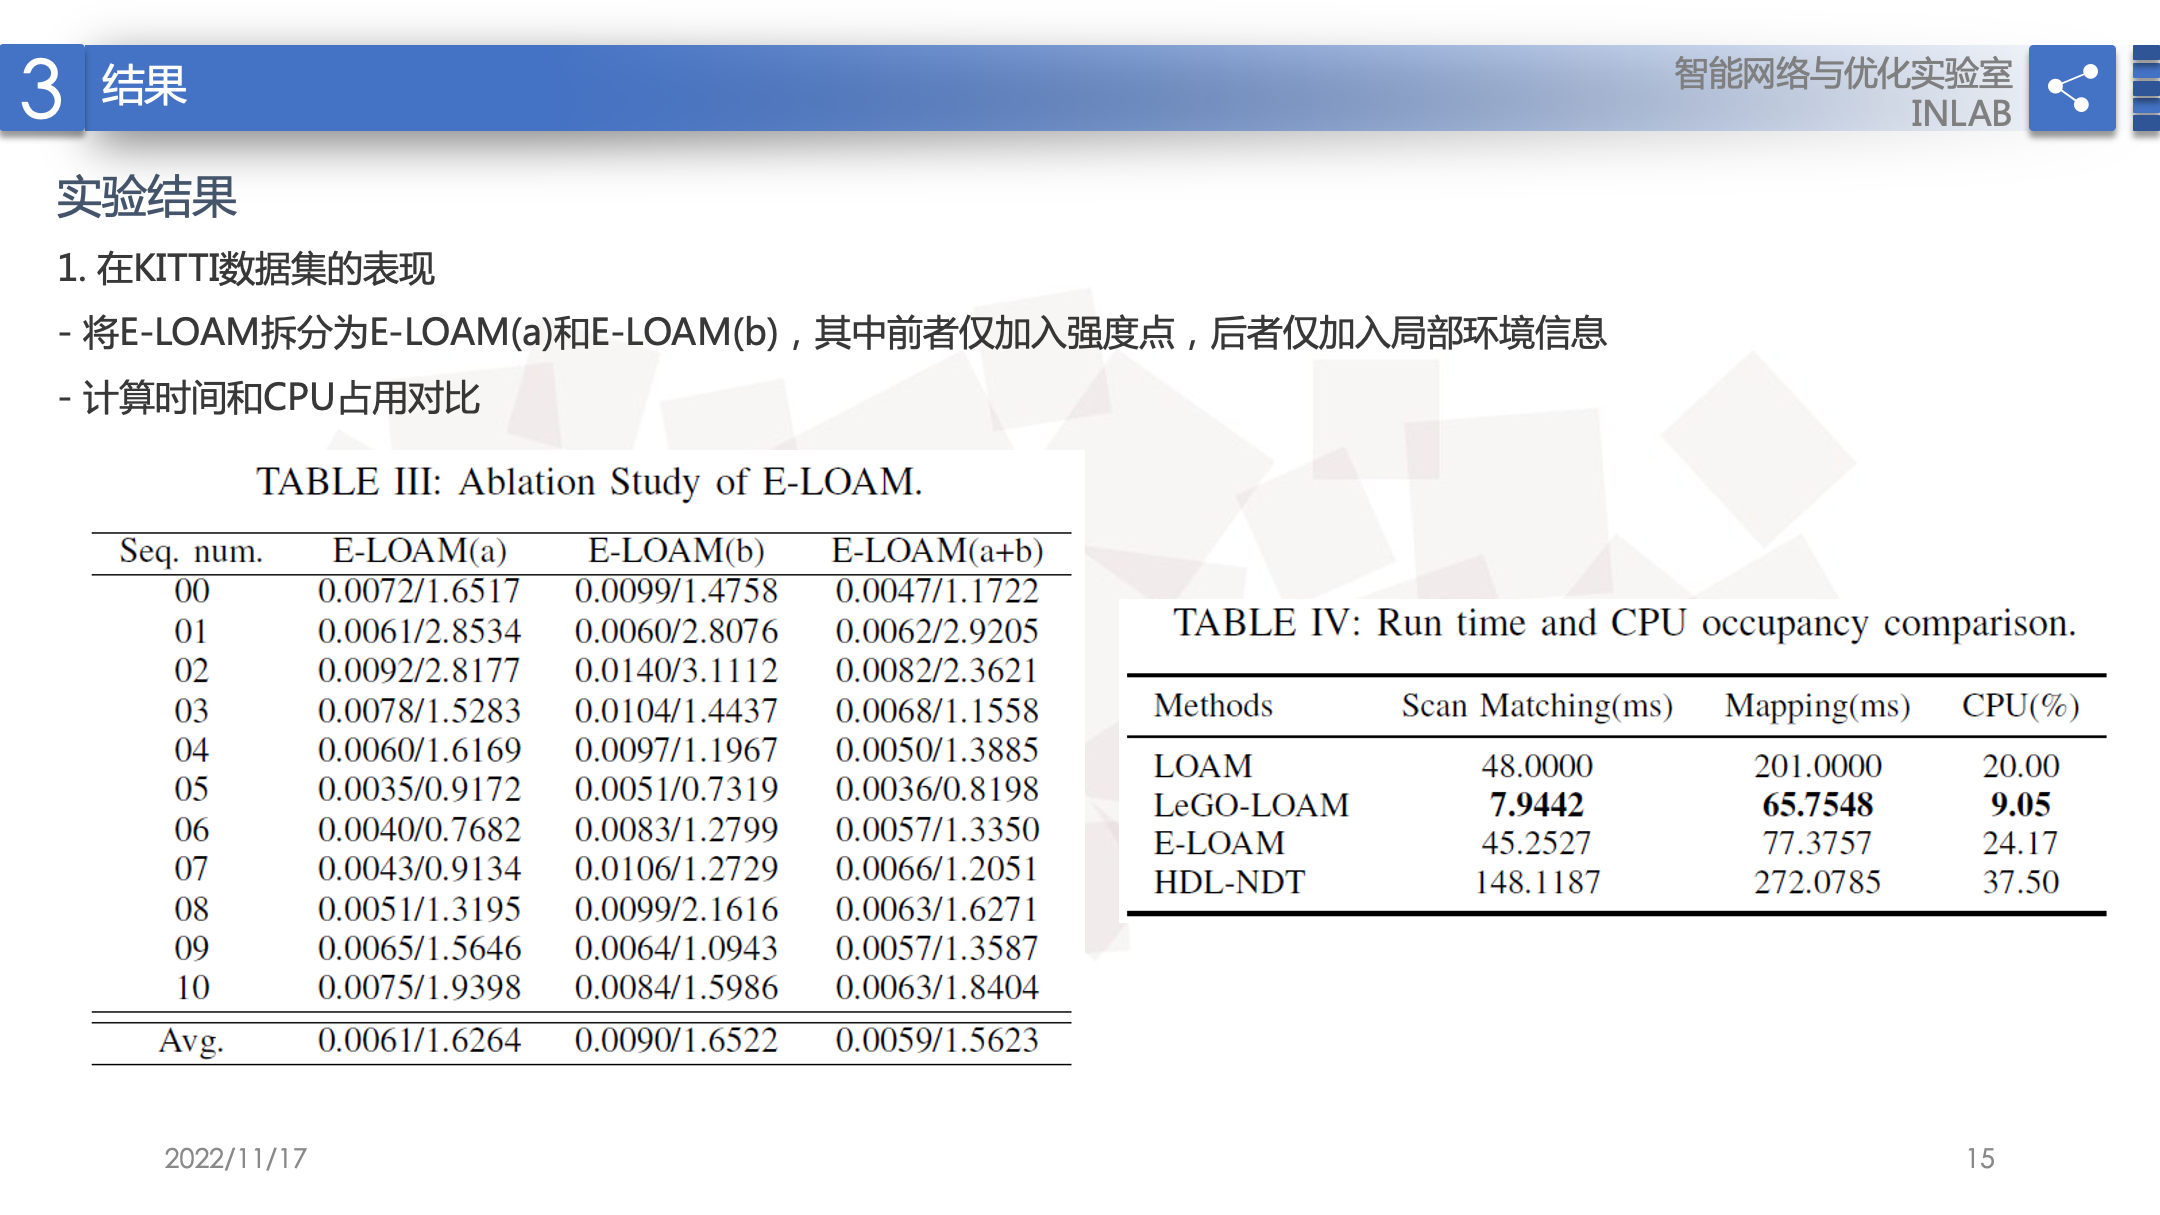 3 结果
智能网络与优化实验室
INLAB
实验结果
1. 在KITTI数据集的表现
- 将E-LOAM拆分为E-LOAM(a)和E-LOAM(b)，其中前者仅加入强度点，后者仅加入局部环境信息
- 计算时间和CPU占用对比
TABLE III: Ablation Study of E-LOAM.
Seq. num. E-LOAM(a) E-LOAM(b) E-LOAM(a+b)
00 0.0072/1.6517 0.0099/1.4758 0.0047/1.1722
01 0.0061/2.8534 0.0060/2.8076 0.0062/2.9205
02 0.0092/2.8177 0.0140/3.1112 0.0082/2.3621
03 0.0078/1.5283 0.0104/1.4437 0.0068/1.1558
04 0.0060/1.6169 0.0097/1.1967 0.0050/1.3885
05 0.0035/0.9172 0.0051/0.7319 0.0036/0.8198
06 0.0040/0.7682 0.0083/1.2799 0.0057/1.3350
07 0.0043/0.9134 0.0106/1.2729 0.0066/1.2051
08 0.0051/1.3195 0.0099/2.1616 0.0063/1.6271
09 0.0065/1.5646 0.0064/1.0943 0.0057/1.3587
10 0.0075/1.9398 0.0084/1.5986 0.0063/1.8404
Avg. 0.0061/1.6264 0.0090/1.6522 0.0059/1.5623
TABLE IV: Run time and CPU occupancy comparison.
Methods Scan Matching(ms) Mapping(ms) CPU(%)
LOAM 48.0000 201.0000 20.00
LeGO-LOAM 7.9442 65.7548 9.05
E-LOAM 45.2527 77.3757 24.17
HDL-NDT 148.1187 272.0785 37.50
2022/11/17
15